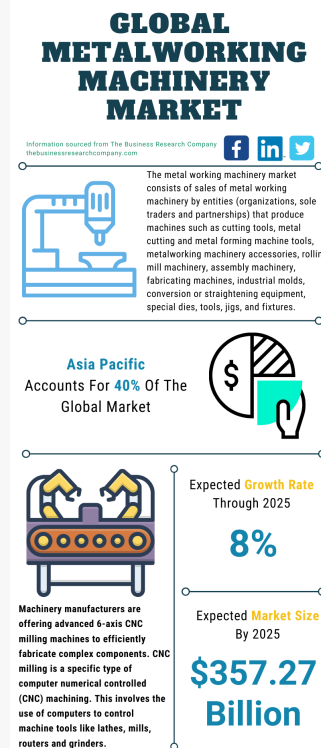 GLOBAL
METALWORKING
MACHINERY
MARKET
Information sourced from The Business Research Company
thebusinessresearchcompany.com
The metal working machinery market
consists of sales of metal working
machinery by entities (organizations, sole
traders and partnerships) that produce
machines such as cutting tools, metal
cutting and metal forming machine tools,
metalworking machinery accessories, rollin
mill machinery, assembly machinery,
fabricating machines, industrial molds,
conversion or straightening equipment,
special dies, tools, jigs, and fixtures.
$
Asia Pacific
Accounts For 40% Of The
Global Market
Machinery manufacturers are
offering advanced 6-axis CNC
milling machines to efficiently
fabricate complex components. CNC
milling is a specific type of
computer numerical controlled
(CNC) machining. This involves the
use of computers to control
machine tools like lathes, mills,
routers and grinders.
Expected Growth Rate
Through 2025
8%
Expected Market Size
By 2025
$357.27
Billion